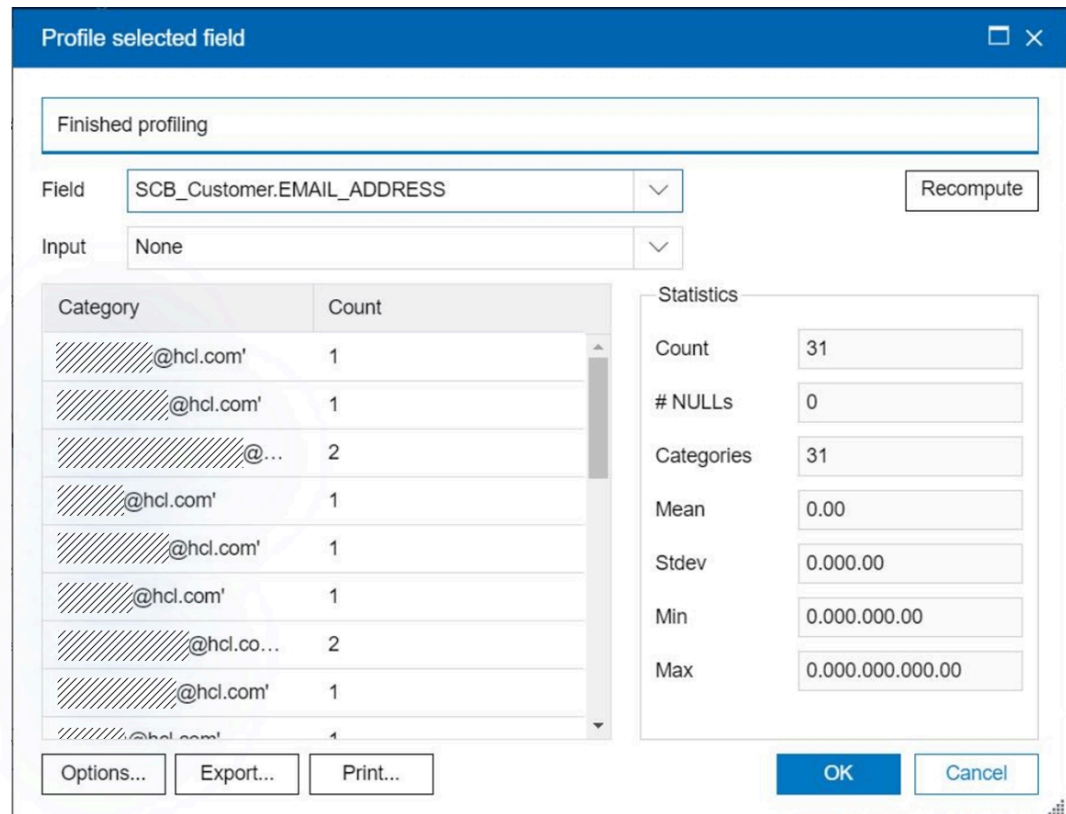 Profile selected field
Finished profiling
Field SCB_Customer.EMAIL_ADDRESS Recompute
Input None
Category Count
@hcl.com' 1
@hcl.com' 1
@... 2
@hcl.com' 1
@hcl.com' 1
@hcl.com' 1
@hcl.co... 2
@hcl.com' 1
@hcl.com' 1
Statistics
Count 31
# NULLs 0
Categories 31
Mean 0.00
Stdev 0.000.00
Min 0.000.000.00
Max 0.000.000.000.00
Options... Export... Print... OK Cancel